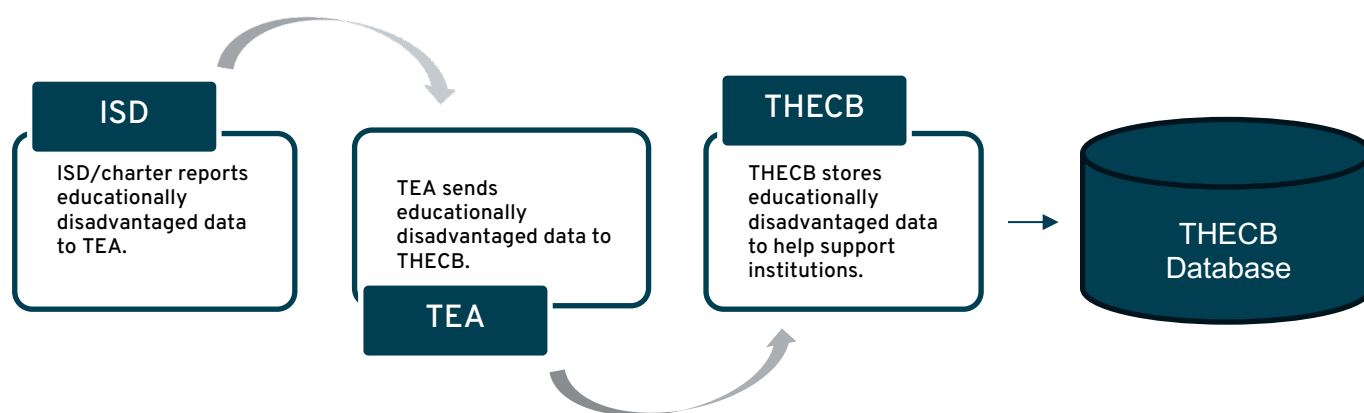 ISD
ISD/charter reports
educationally
disadvantaged data
to TEA.
TEA sends
educationally
disadvantaged data to
THECB.
TEA
THECB
THECB stores
educationally
disadvantaged data
to help support
institutions.
THECB
Database